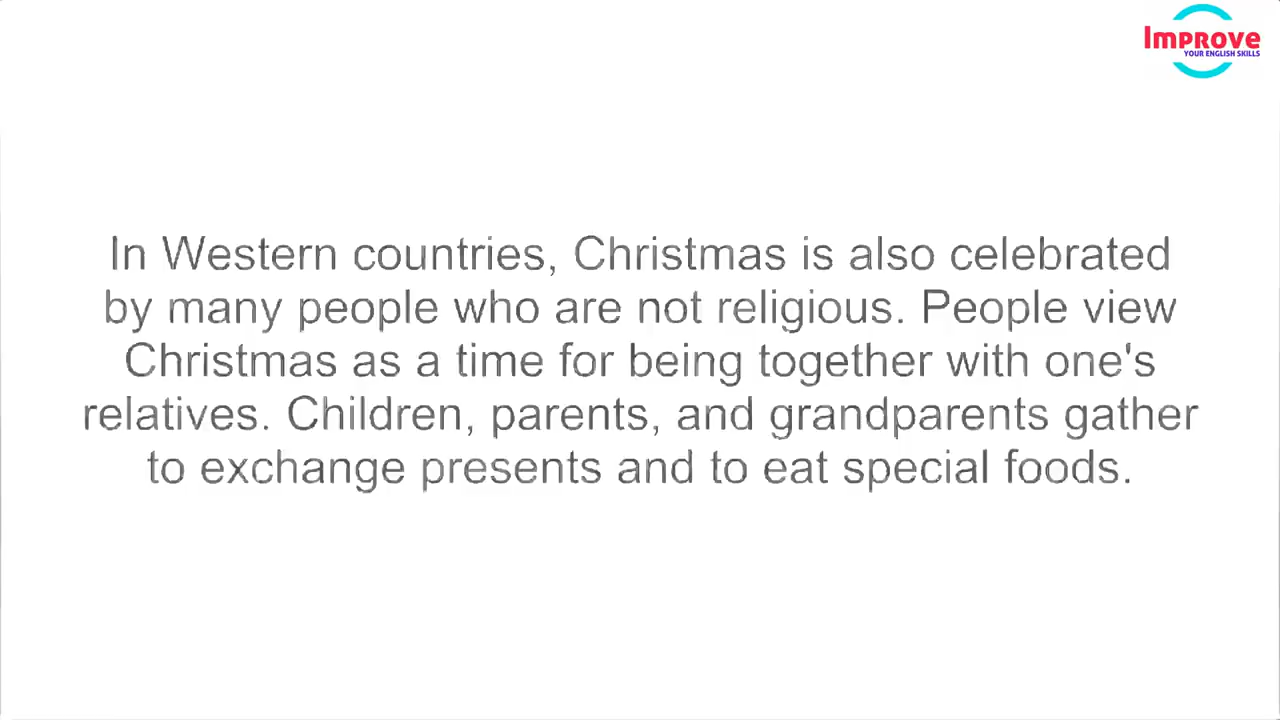 Improve
YOUR ENGLISH SKILLS
In Western countries, Christmas is also celebrated
by many people who are not religious. People view
Christmas as a time for being together with one's
relatives. Children, parents, and grandparents gather
to exchange presents and to eat special foods.